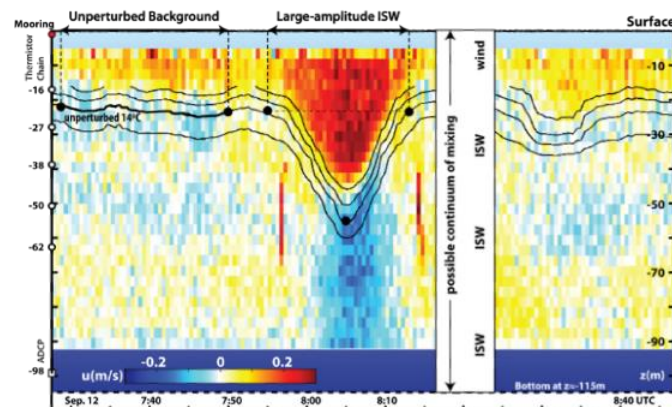 Unperturbed Background
Large-amplitude ISW
Mooring
Surface
Thermistor
Chain
wind
-10
-16
unperturbed 14°C
-27
-30
ISW
-38
possible continuum of mixing
-50
-50
ISW
-62
-70
ISW
-90
ADCP
-98
u(m/s)
-0.2
0
0.2
z(m)
Bottom at z≈-115m
Sep. 12
7:40
7:50
8:00
8:10
8:40 UTC